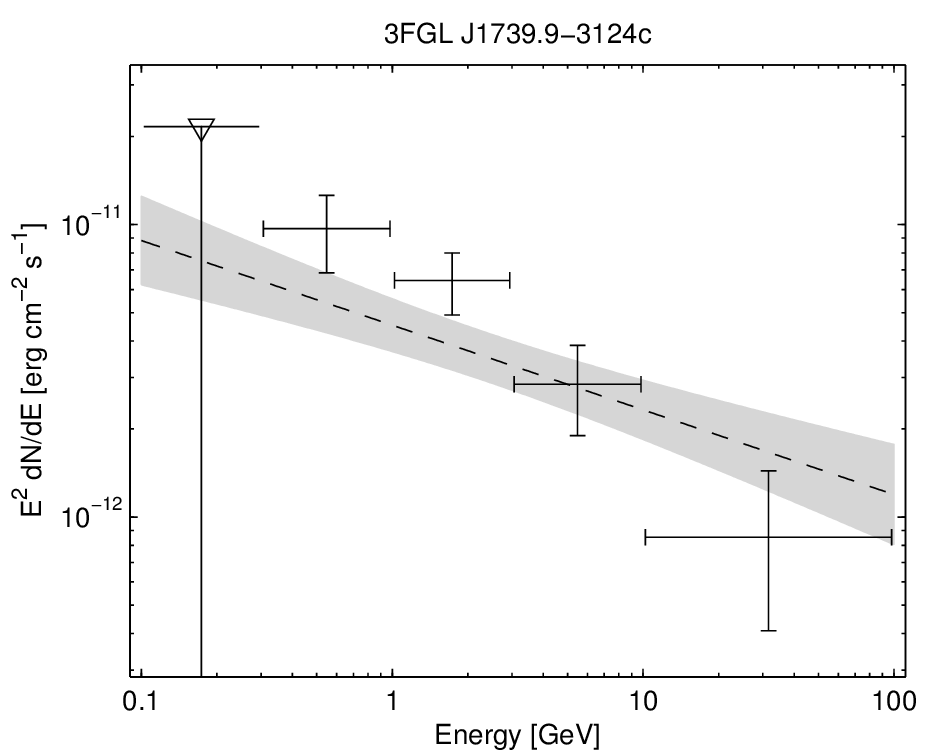 3FGL J1739.9−3124c
E² dN/dE [erg cm⁻² s⁻¹]
10⁻¹¹
10⁻¹²
0.1 1 10 100
Energy [GeV]